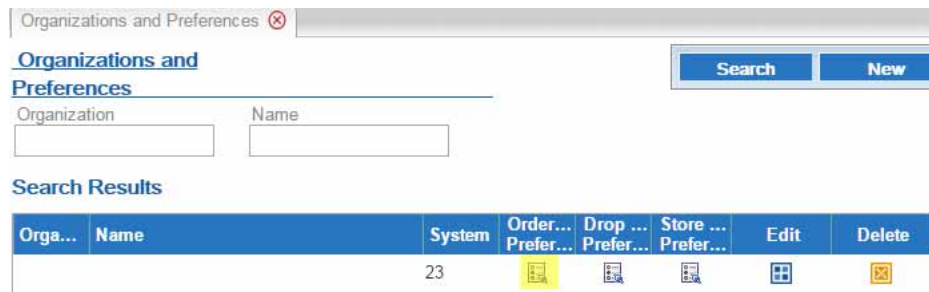 Organizations and Preferences
Organizations and
Preferences
Search New
Organization Name
Search Results
Orga... Name System Order... Prefer... Drop ... Prefer... Store ... Prefer... Edit Delete
23